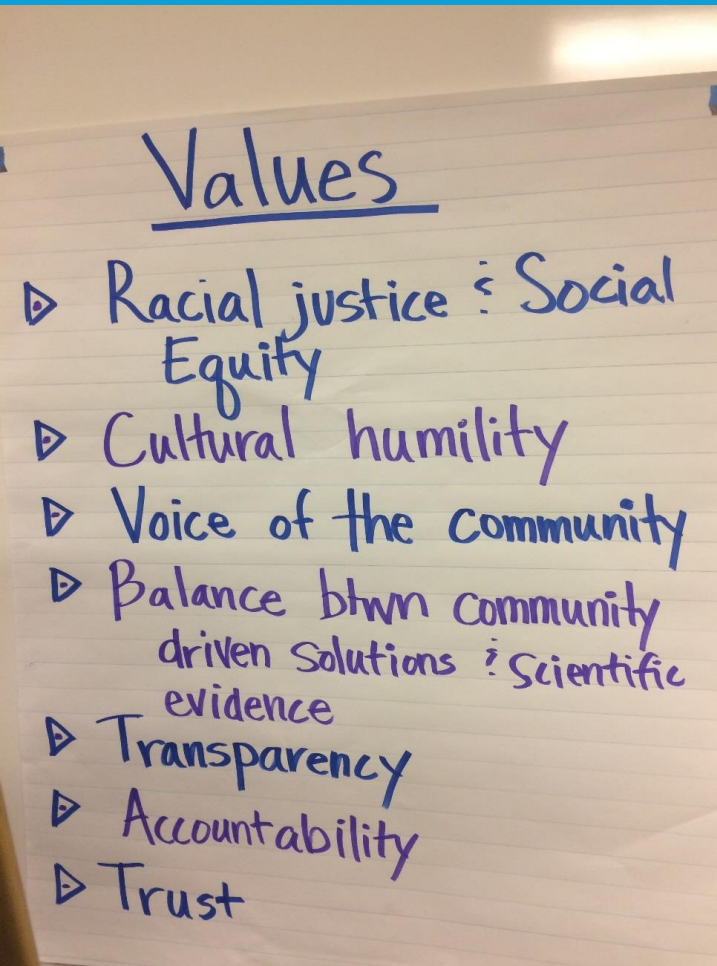 Values
Racial justice & Social
Equity
Cultural humility
Voice of the community
Balance btwn community
driven solutions & scientific
evidence
Transparency
Accountability
Trust